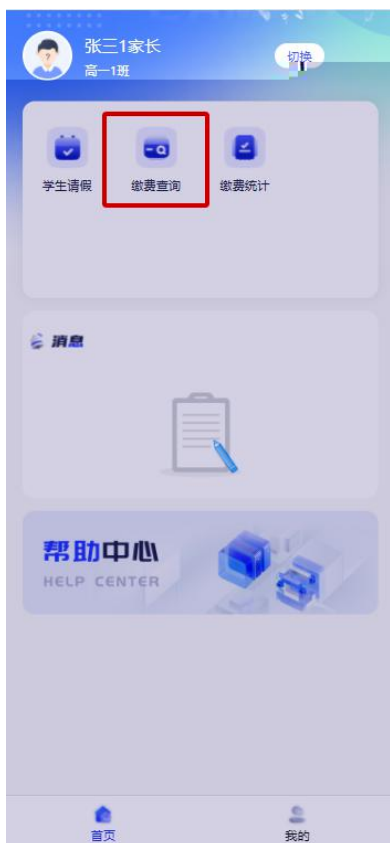 张三1家长
高一1班
切换
学生请假
缴费查询
缴费统计
消息
帮助中心
HELP CENTER
首页
我的